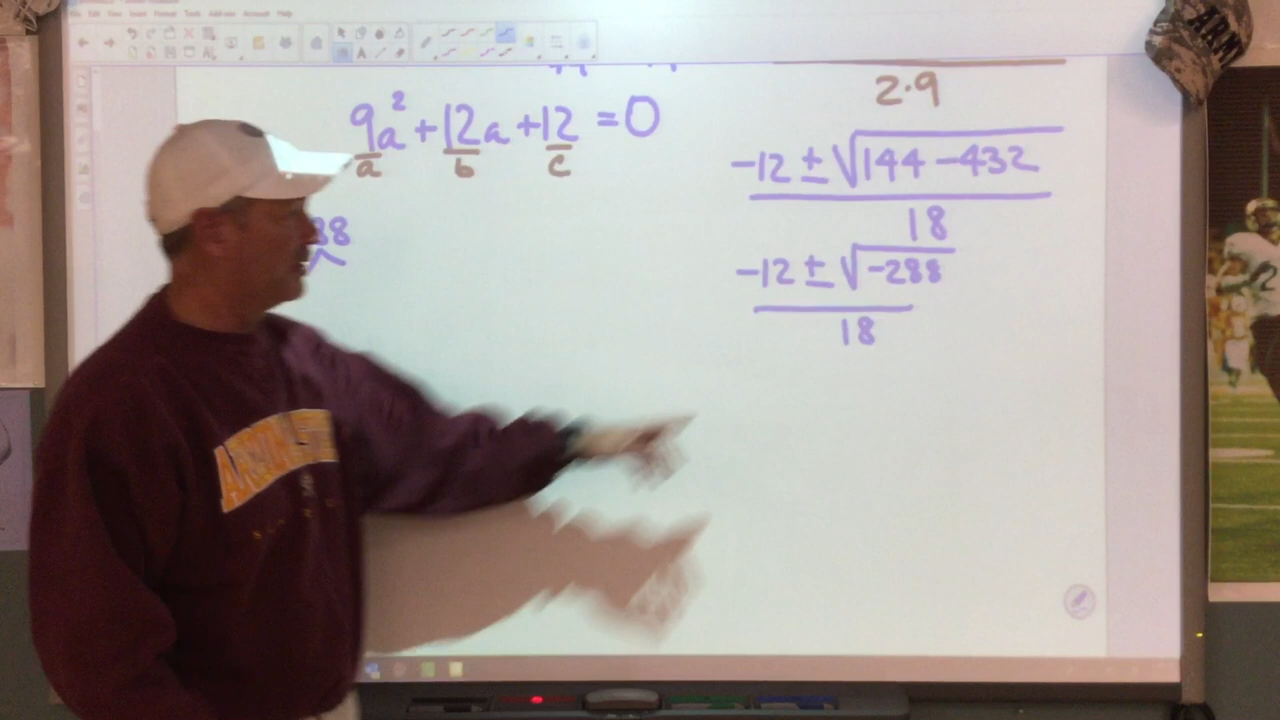 9a² + 12a + 12 = 0
a b c
88
2·9
-12 ± √144 - 432
18
-12 ± √-288
18
ARMY